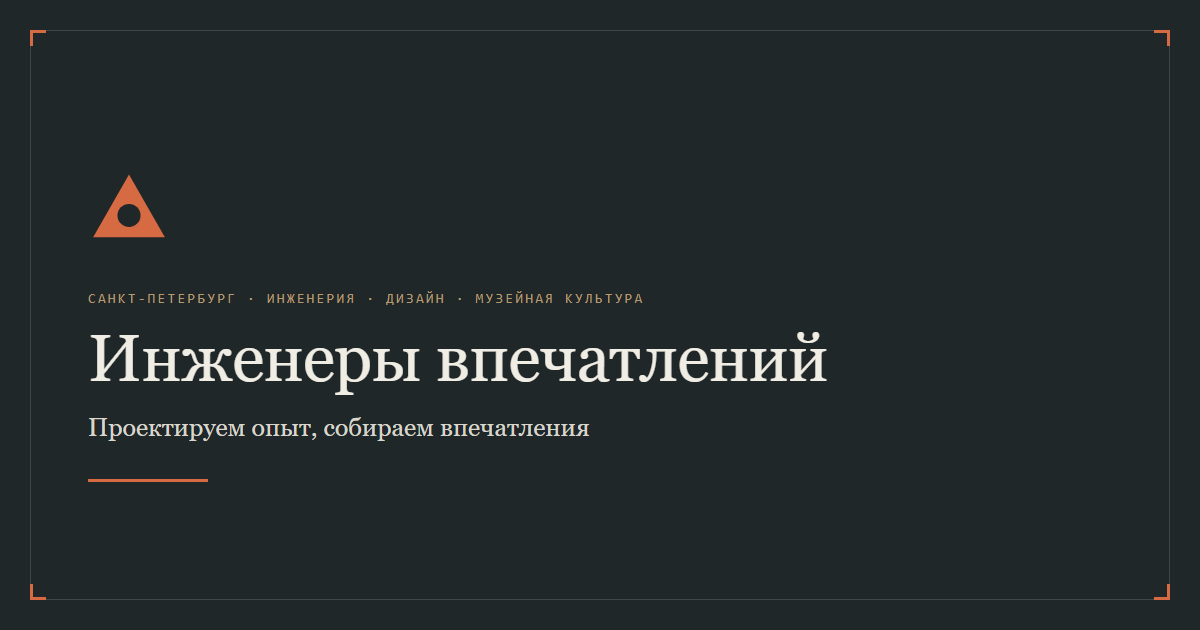 САНКТ-ПЕТЕРБУРГ · ИНЖЕНЕРИЯ · ДИЗАЙН · МУЗЕЙНАЯ КУЛЬТУРА
Инженеры впечатлений
Проектируем опыт, собираем впечатления